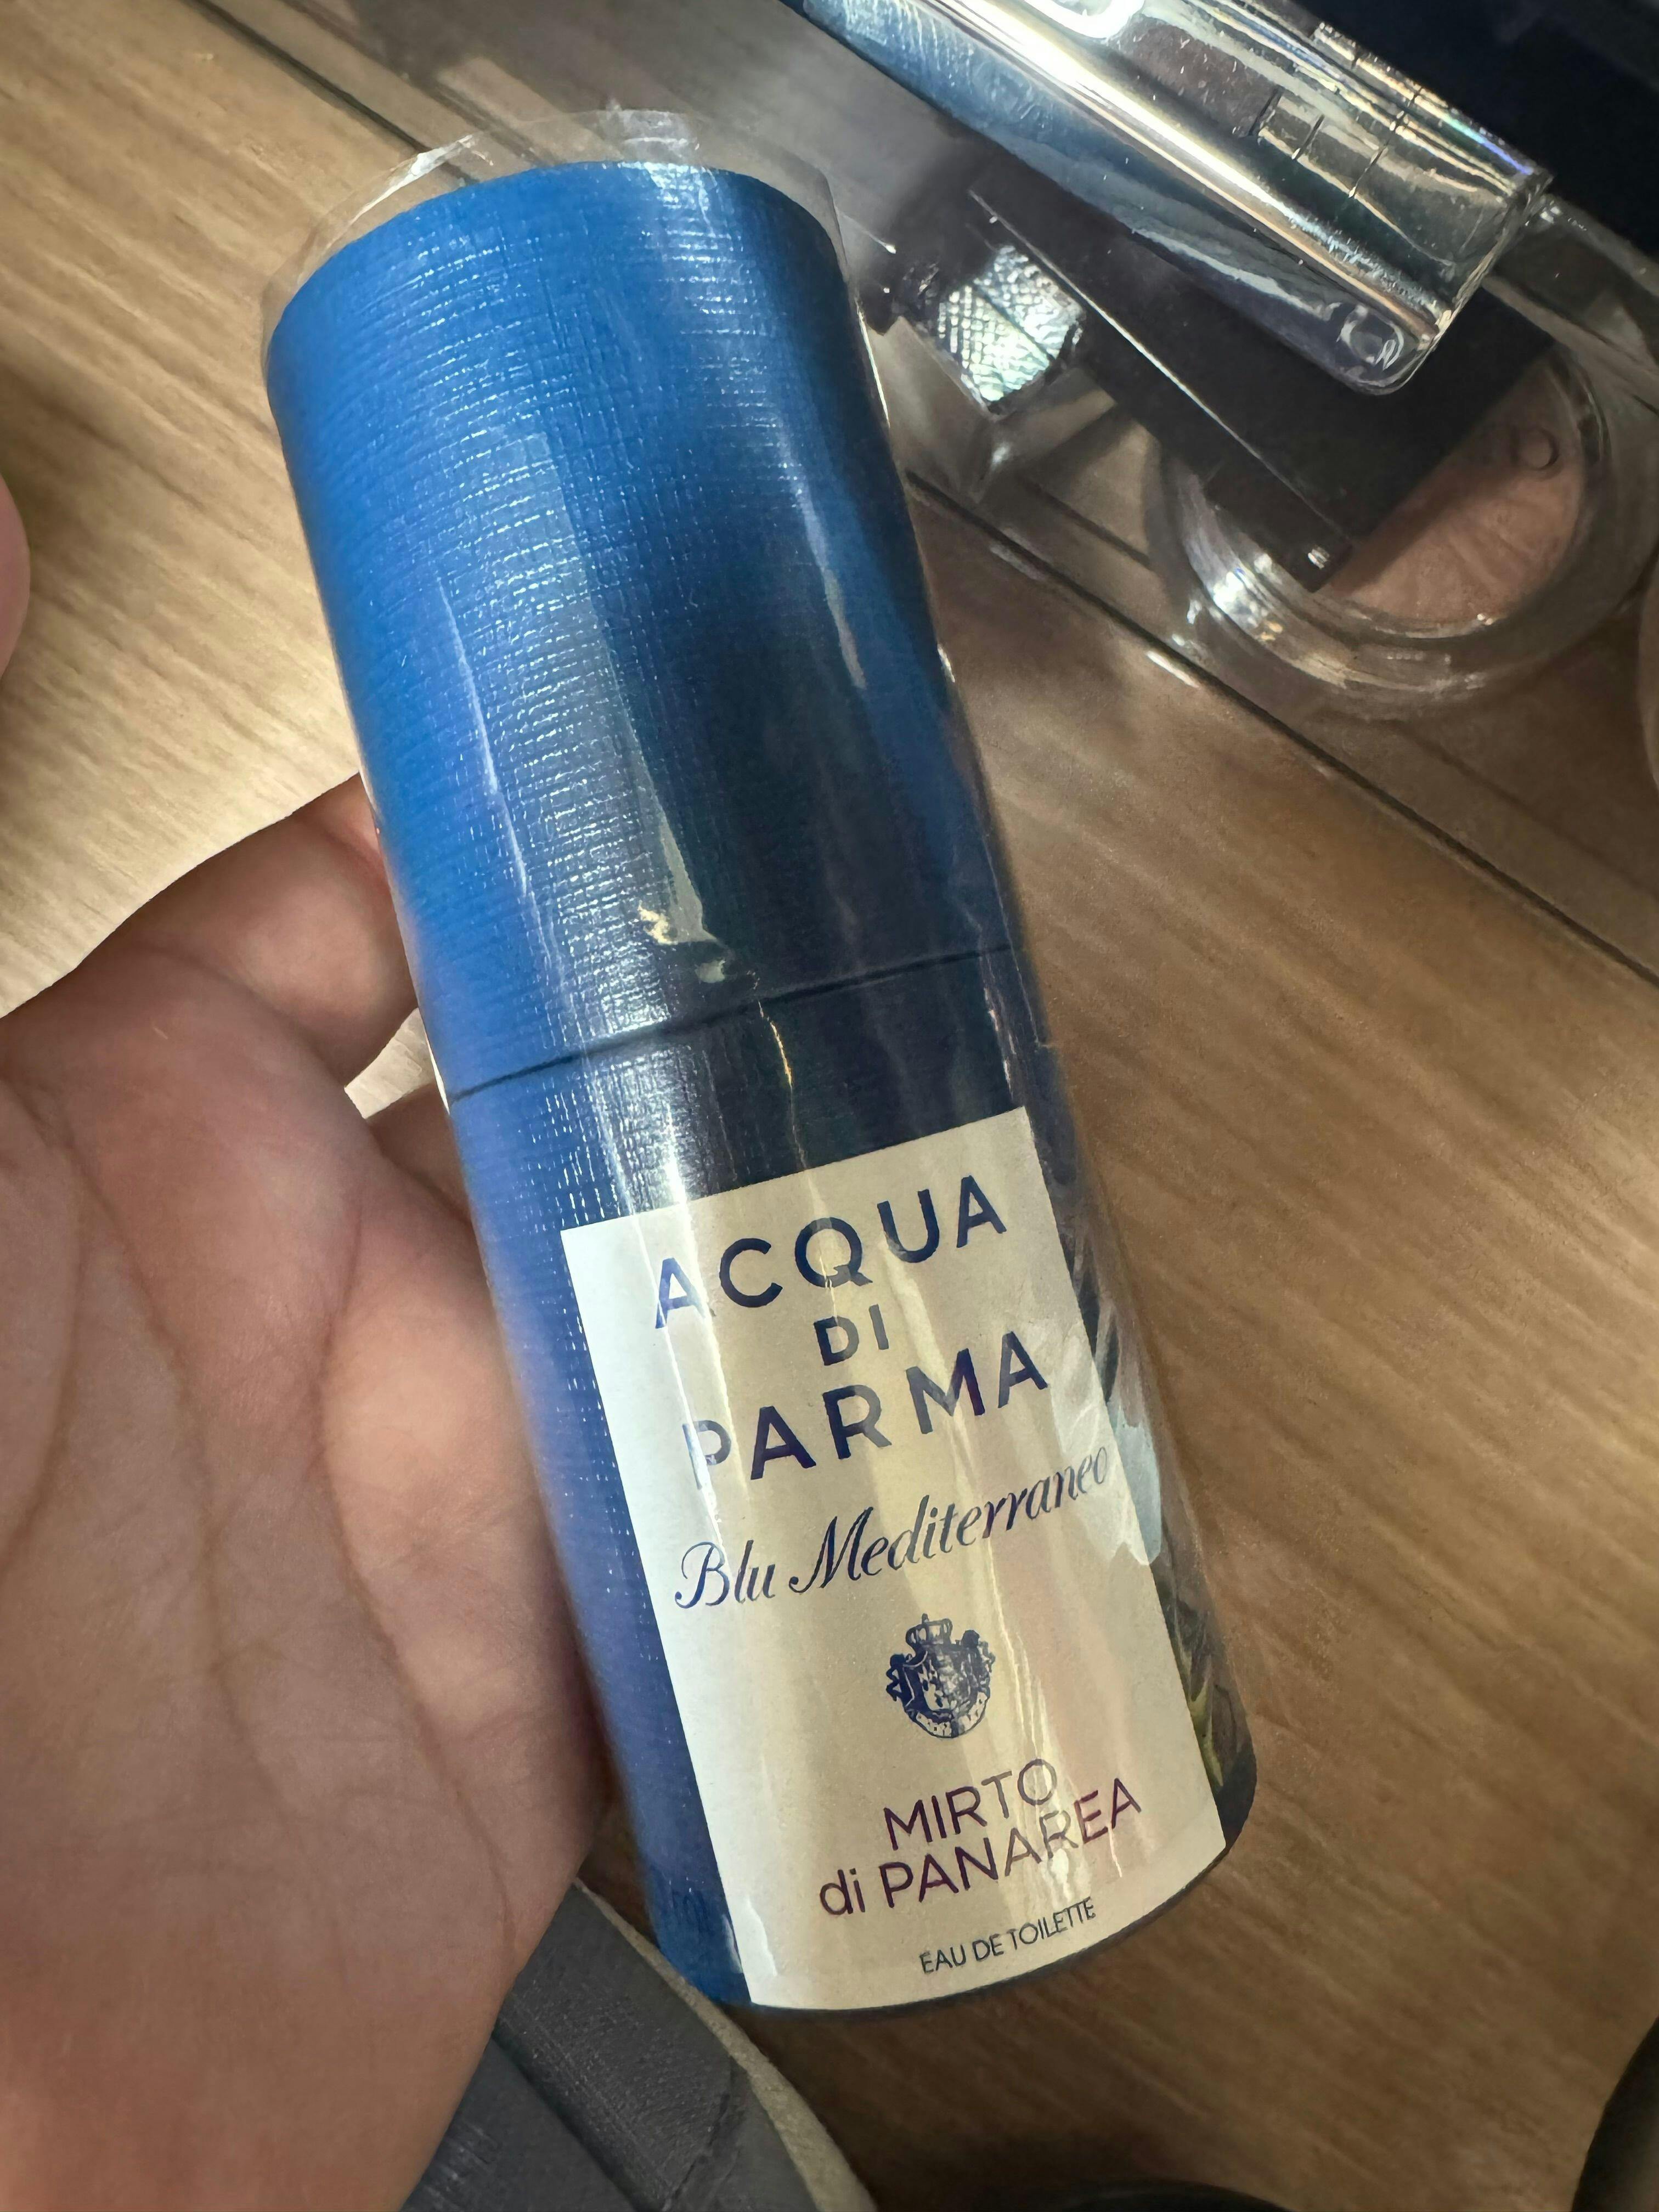 ACQUA
DI
PARMA
Blu Mediterraneo
MIRTO
di PANAREA
EAU DE TOILETTE